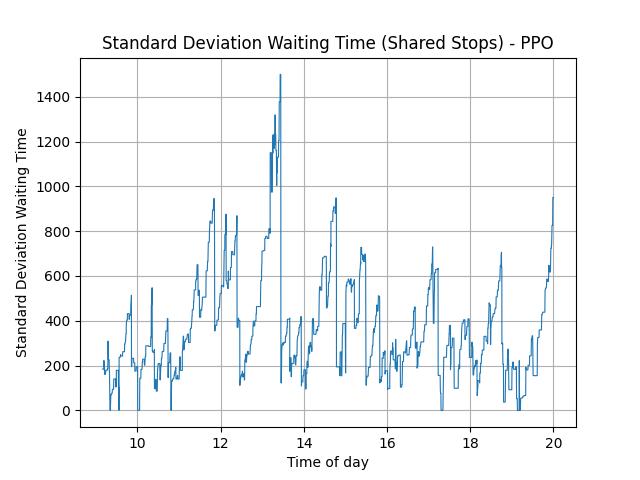 Standard Deviation Waiting Time (Shared Stops) - PPO
Standard Deviation Waiting Time
1400
1200
1000
800
600
400
200
0
10 12 14 16 18 20
Time of day